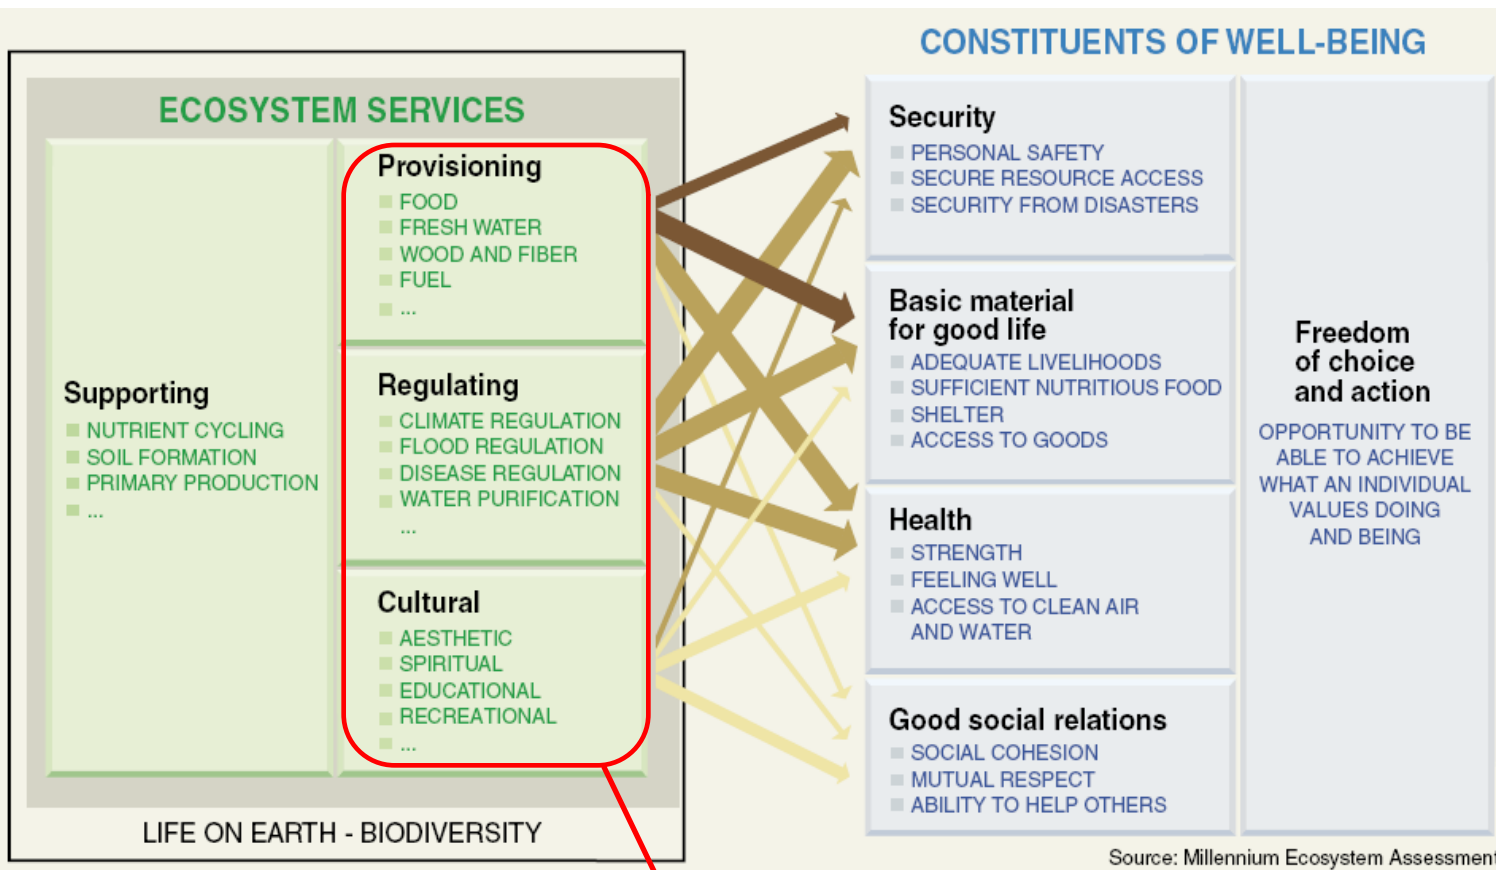 CONSTITUENTS OF WELL-BEING
ECOSYSTEM SERVICES
Supporting
NUTRIENT CYCLING
SOIL FORMATION
PRIMARY PRODUCTION
...
Provisioning
FOOD
FRESH WATER
WOOD AND FIBER
FUEL
...
Regulating
CLIMATE REGULATION
FLOOD REGULATION
DISEASE REGULATION
WATER PURIFICATION
...
Cultural
AESTHETIC
SPIRITUAL
EDUCATIONAL
RECREATIONAL
...
LIFE ON EARTH - BIODIVERSITY
Security
PERSONAL SAFETY
SECURE RESOURCE ACCESS
SECURITY FROM DISASTERS
Basic material
for good life
ADEQUATE LIVELIHOODS
SUFFICIENT NUTRITIOUS FOOD
SHELTER
ACCESS TO GOODS
Health
STRENGTH
FEELING WELL
ACCESS TO CLEAN AIR
AND WATER
Good social relations
SOCIAL COHESION
MUTUAL RESPECT
ABILITY TO HELP OTHERS
Freedom
of choice
and action
OPPORTUNITY TO BE
ABLE TO ACHIEVE
WHAT AN INDIVIDUAL
VALUES DOING
AND BEING
Source: Millennium Ecosystem Assessment